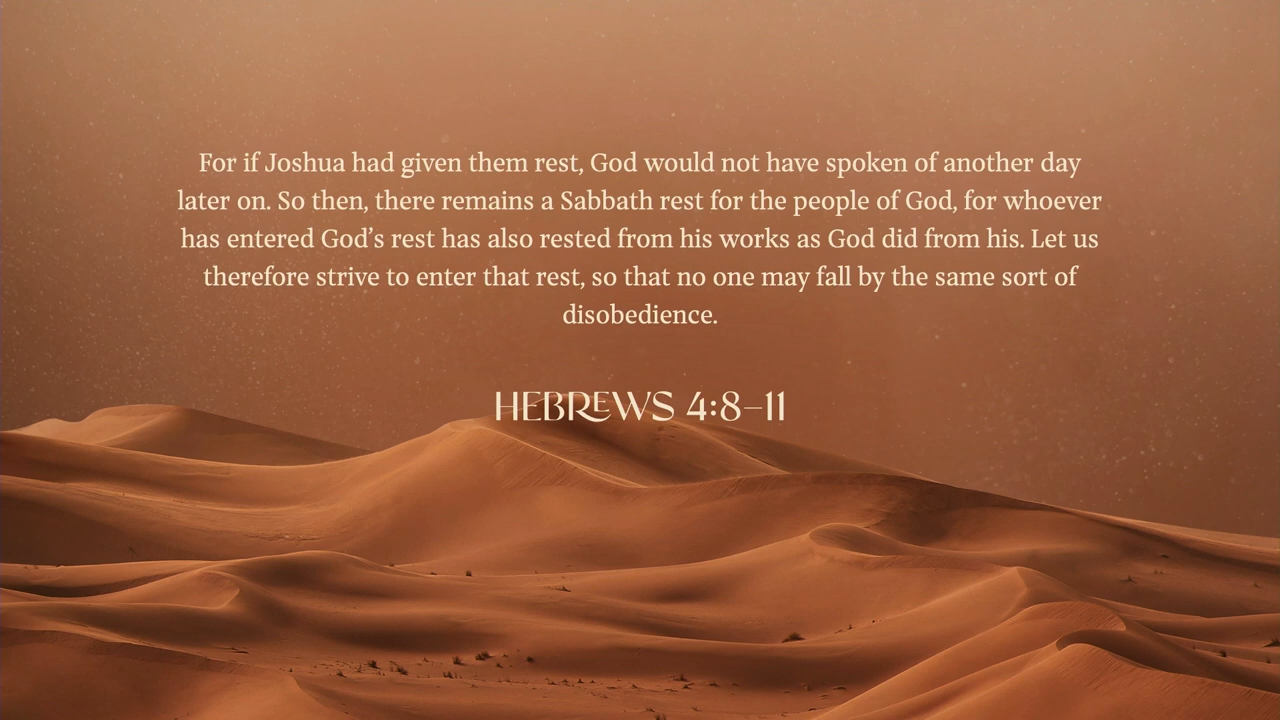 For if Joshua had given them rest, God would not have spoken of another day
later on. So then, there remains a Sabbath rest for the people of God, for whoever
has entered God’s rest has also rested from his works as God did from his. Let us
therefore strive to enter that rest, so that no one may fall by the same sort of
disobedience.
HEBREWS 4:8–11